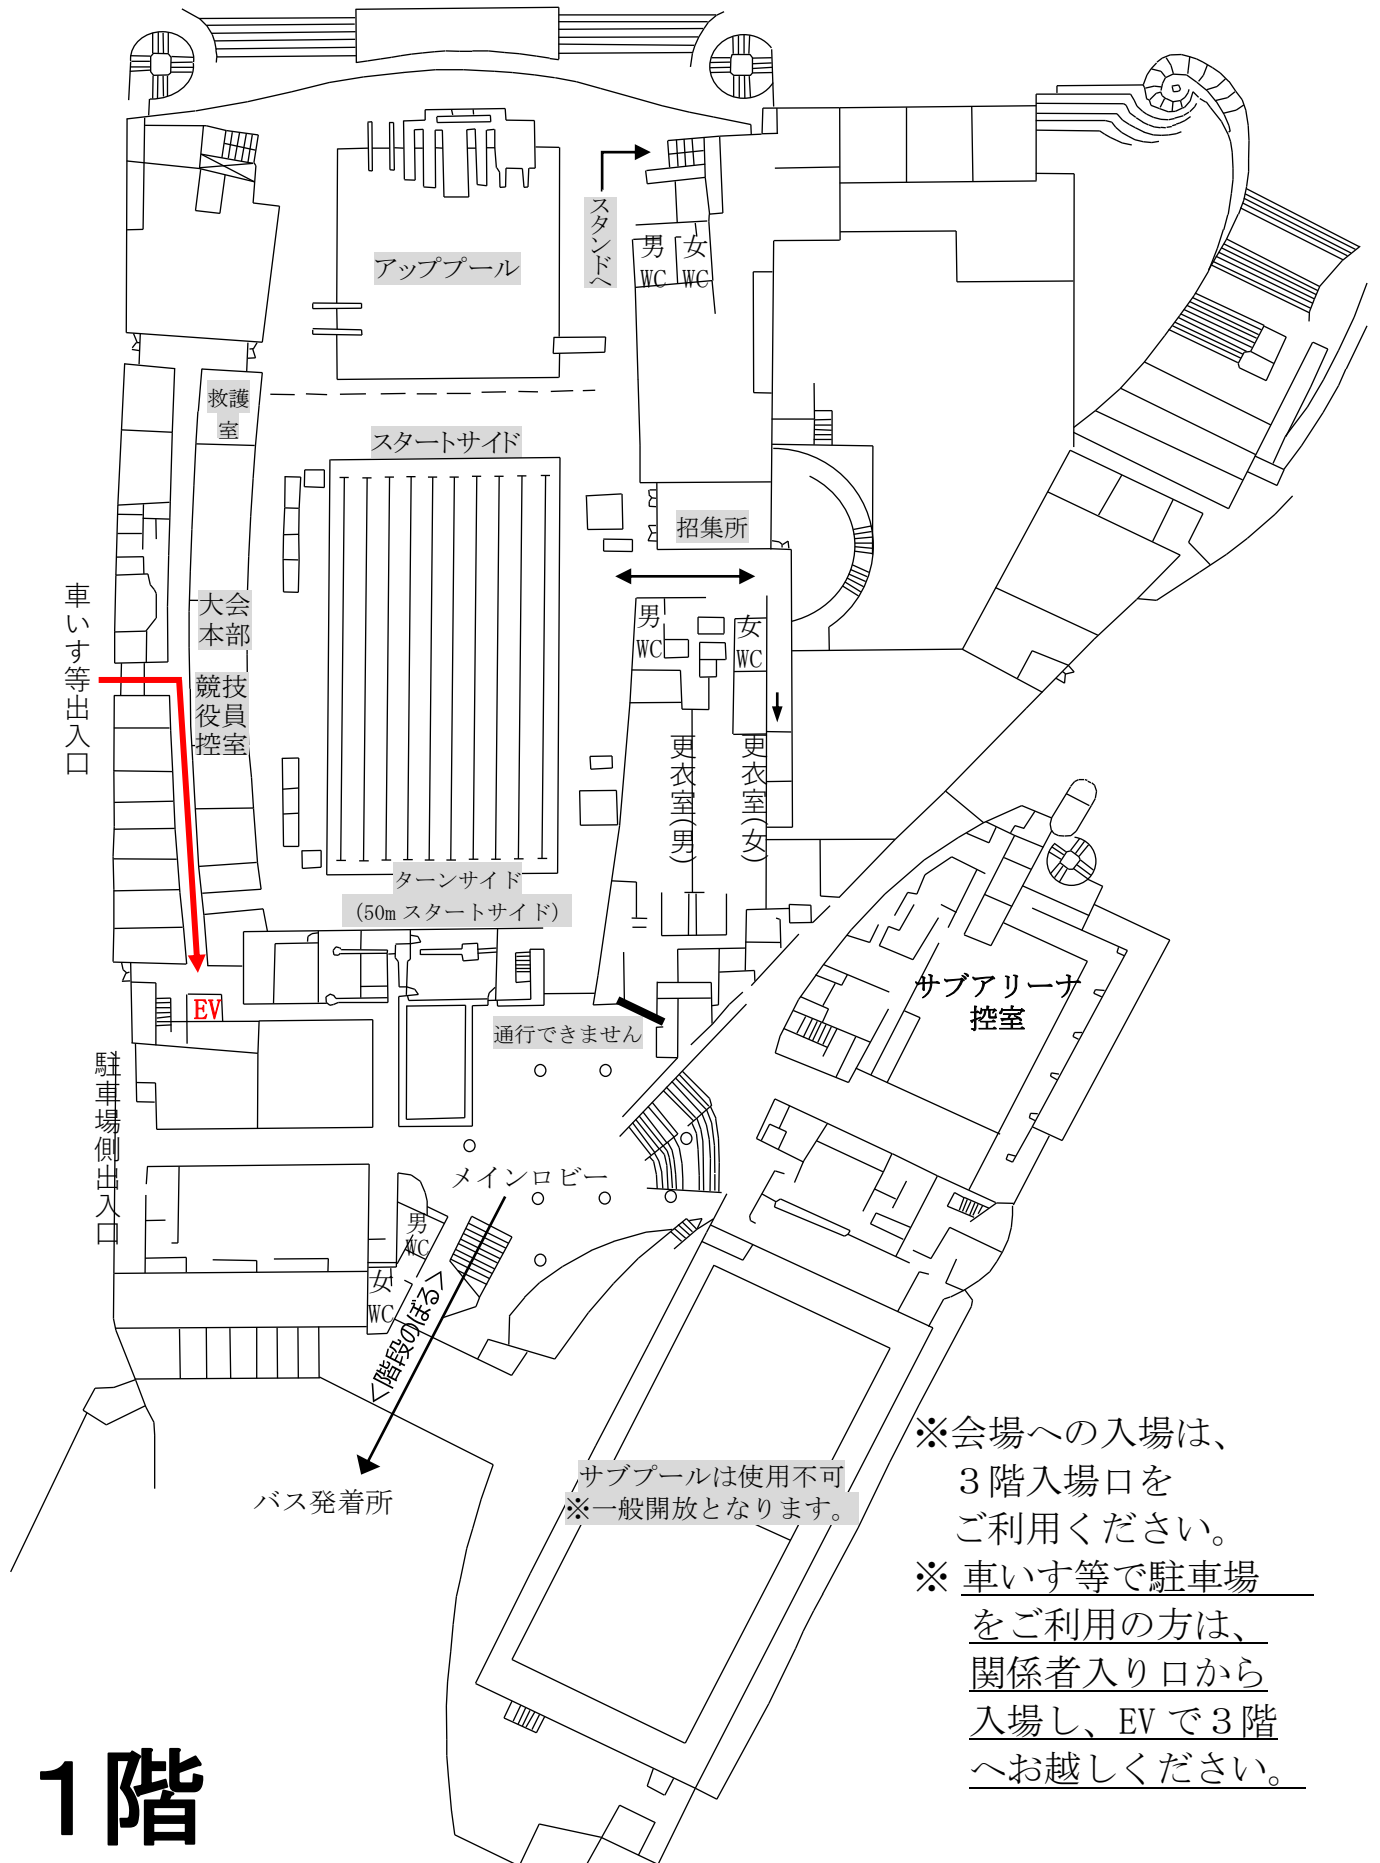 スタンドへ
男
WC
女
WC
アッププール
救護
室
スタートサイド
招集所
車いす等出入口
大会
本部
競技
役員
控室
男
WC
女
WC
更衣室(男)
更衣室(女)
ターンサイド
（50m スタートサイド）
サブアリーナ
控室
EV
通行できません
駐車場側出入口
メインロビー
男
WC
女
WC
<階段のぼる>
バス発着所
サブプールは使用不可
※一般開放となります。
※会場への入場は、
３階入場口を
ご利用ください。
※ 車いす等で駐車場
をご利用の方は、
関係者入り口から
入場し、EV で３階
へお越しください。
1階